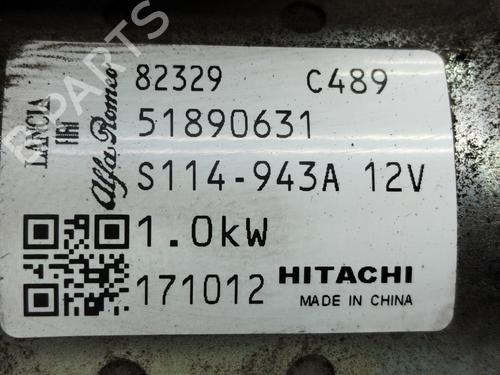 LANCIA
FIAT
Alfa Romeo
82329 C489
51890631
S114-943A 12V
1.0kW
171012 HITACHI
MADE IN CHINA
B-PARTS